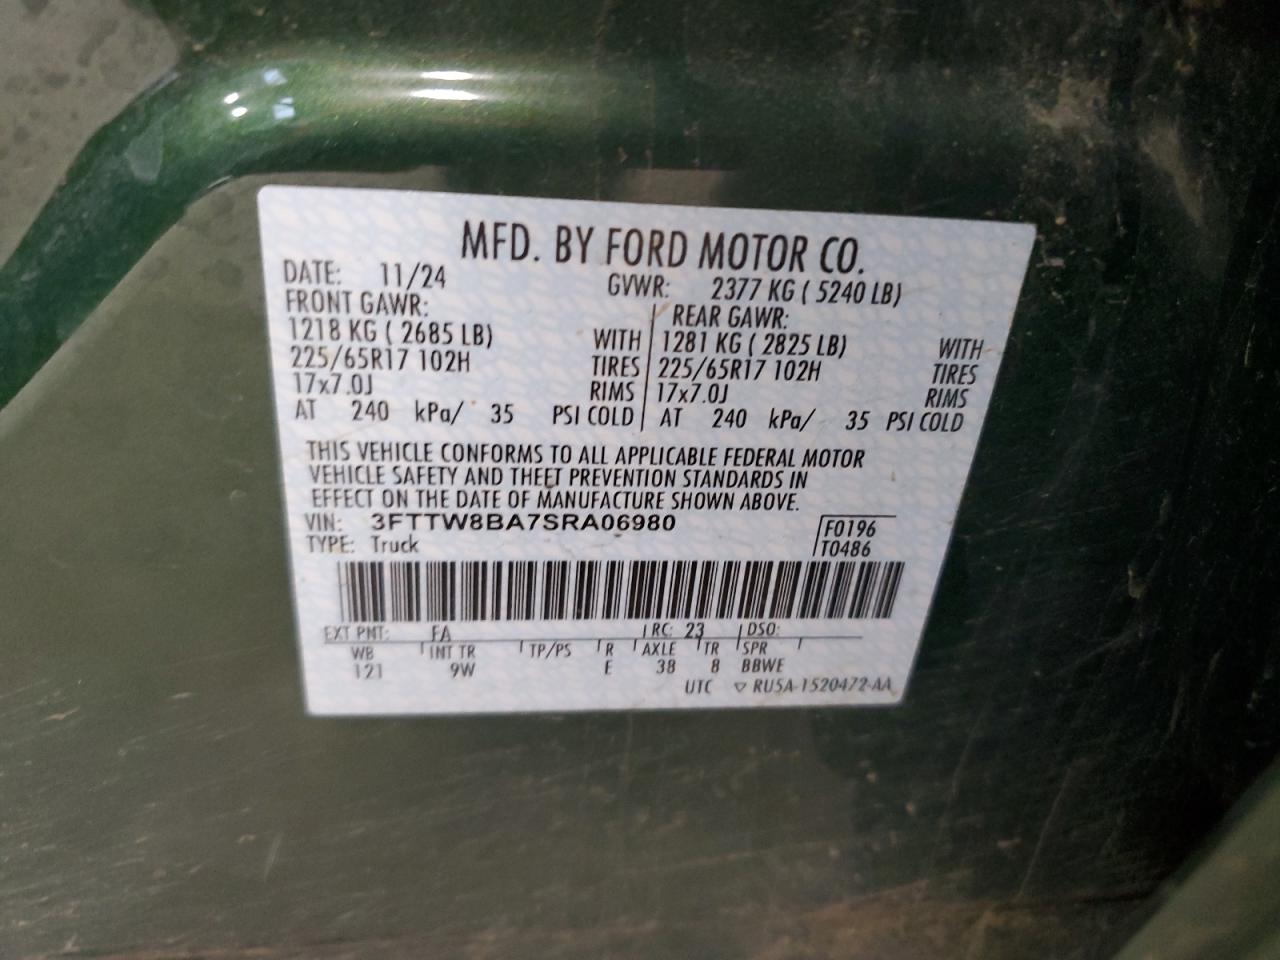 MFD. BY FORD MOTOR CO.
DATE: 11/24 GVWR: 2377 KG ( 5240 LB)
FRONT GAWR: REAR GAWR:
1218 KG ( 2685 LB) WITH 1281 KG ( 2825 LB) WITH
225/65R17 102H TIRES 225/65R17 102H TIRES
17x7.0J RIMS 17x7.0J RIMS
AT 240 kPa/ 35 PSI COLD AT 240 kPa/ 35 PSI COLD
THIS VEHICLE CONFORMS TO ALL APPLICABLE FEDERAL MOTOR
VEHICLE SAFETY AND THEFT PREVENTION STANDARDS IN
EFFECT ON THE DATE OF MANUFACTURE SHOWN ABOVE.
VIN: 3FTTW8BA7SRA06980 F0196
TYPE: Truck T0486
EXT PNT: FA RC: 23 DSO:
WB INT TR TP/PS R AXLE TR SPR
121 9W E 38 8 BBWE
UTC ▽ RU5A-1520472-AA